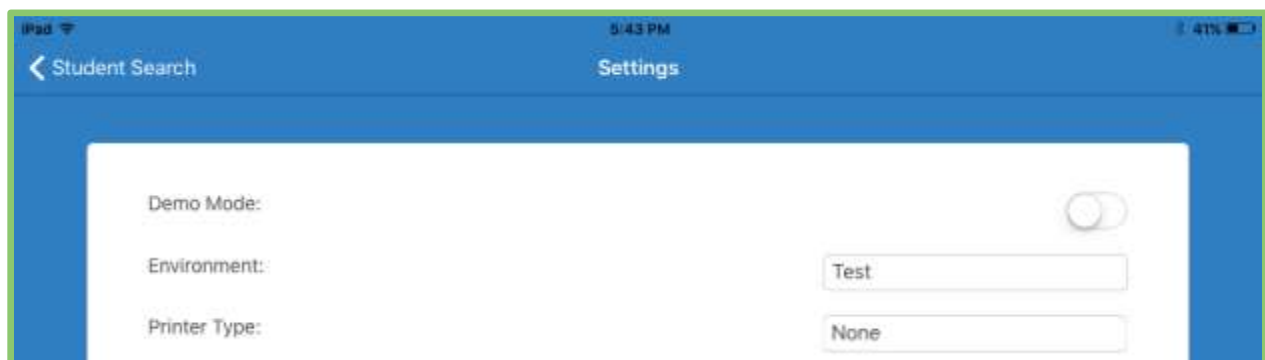 iPad 5:43 PM 41%
Student Search Settings
Demo Mode:
Environment: Test
Printer Type: None